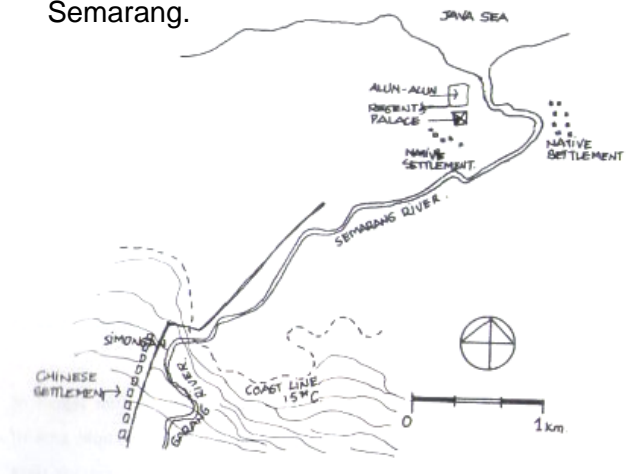 Semarang.
JAVA SEA
ALUN-ALUN
REGENT'S
PALACE
NATIVE
SETTLEMENT.
NATIVE
SETTLEMENT
SEMARANG RIVER.
SIMONGAN
CHINESE
SETTLEMENT
GARANG RIVER.
COAST LINE
15th C.
0
1 km